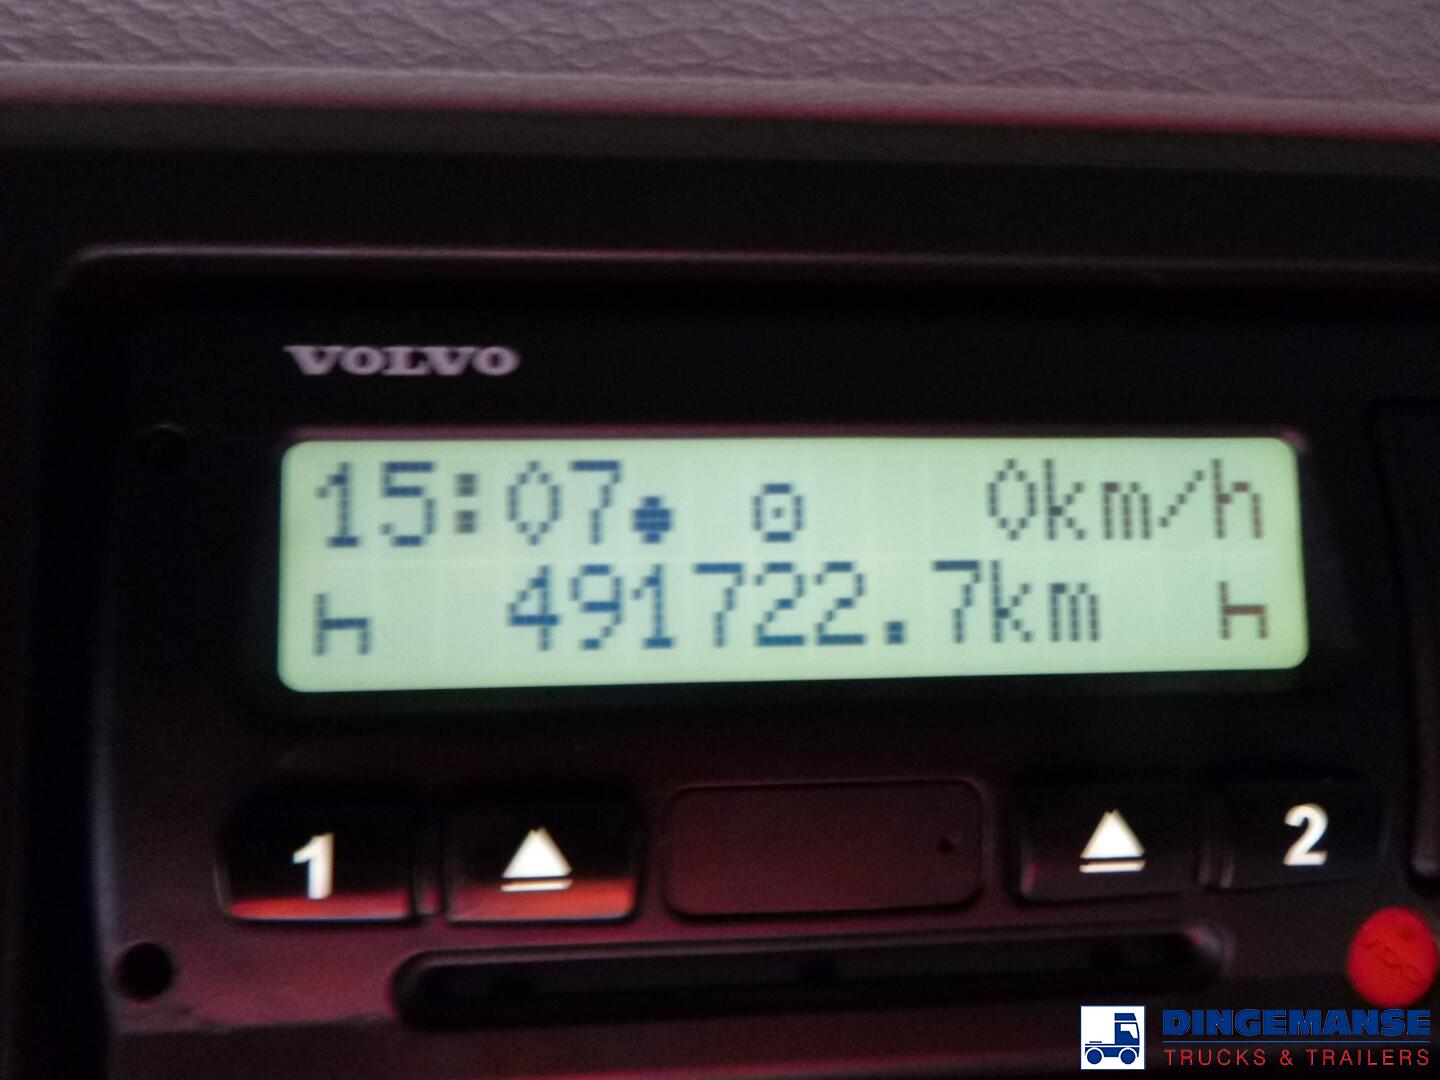 VOLVO
15:07 0km/h
491722.7km
1 2
DINGEMANSE
TRUCKS & TRAILERS